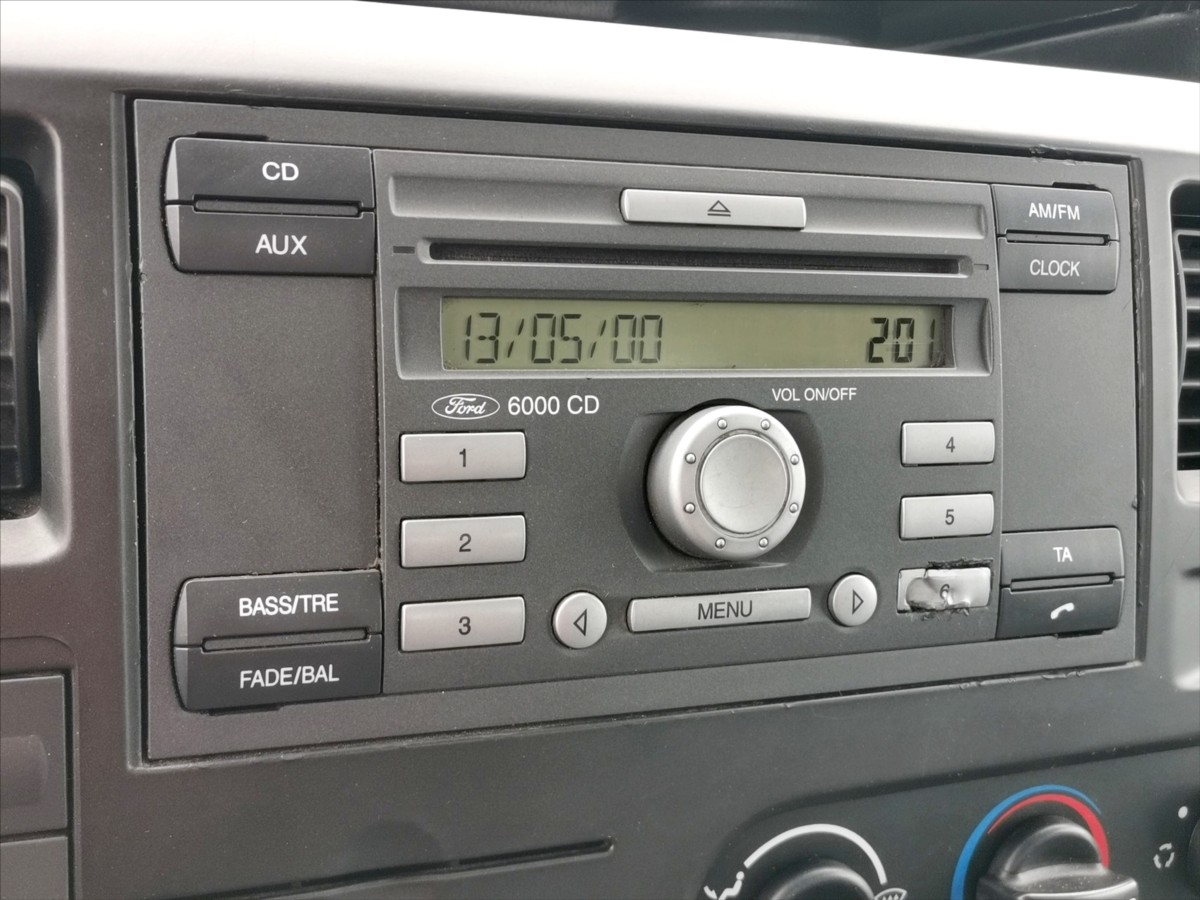 CD
AUX
AM/FM
CLOCK
13/05/00 201
VOL ON/OFF
Ford 6000 CD
1
4
2
5
3
6
MENU
BASS/TRE
FADE/BAL
TA